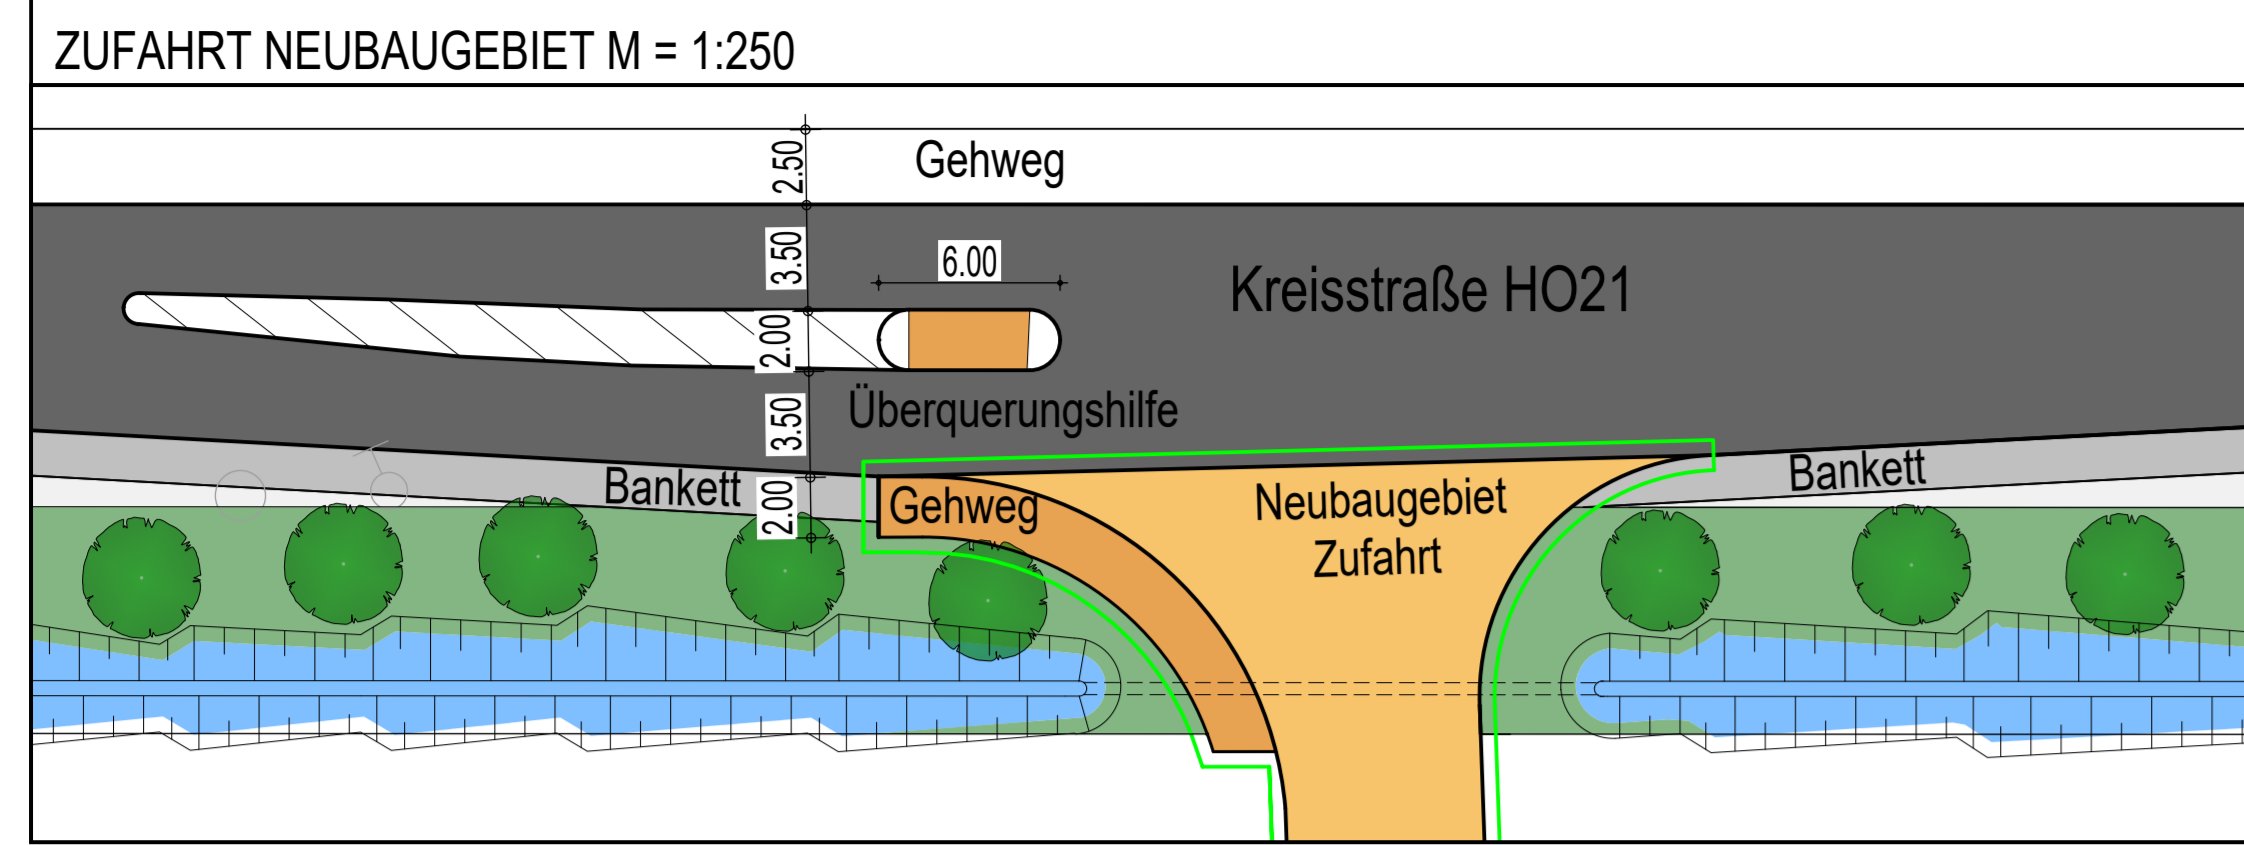 ZUFAHRT NEUBAUGEBIET M = 1:250
2.50
Gehweg
3.50
6.00
Kreisstraße HO21
2.00
Überquerungshilfe
3.50
Bankett
2.00
Gehweg
Neubaugebiet
Zufahrt
Bankett